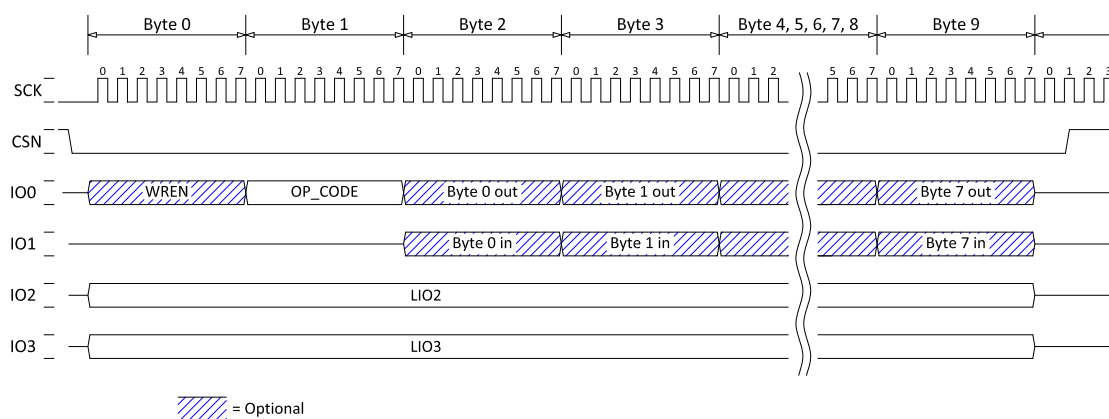 Byte 0 Byte 1 Byte 2 Byte 3 Byte 4, 5, 6, 7, 8 Byte 9
0 1 2 3 4 5 6 7 0 1 2 3 4 5 6 7 0 1 2 3 4 5 6 7 0 1 2 3 4 5 6 7 0 1 2 5 6 7 0 1 2 3 4 5 6 7 0 1 2 3
SCK
CSN
IO0 WREN OP_CODE Byte 0 out Byte 1 out Byte 7 out
IO1 Byte 0 in Byte 1 in Byte 7 in
IO2 LIO2
IO3 LIO3
= Optional